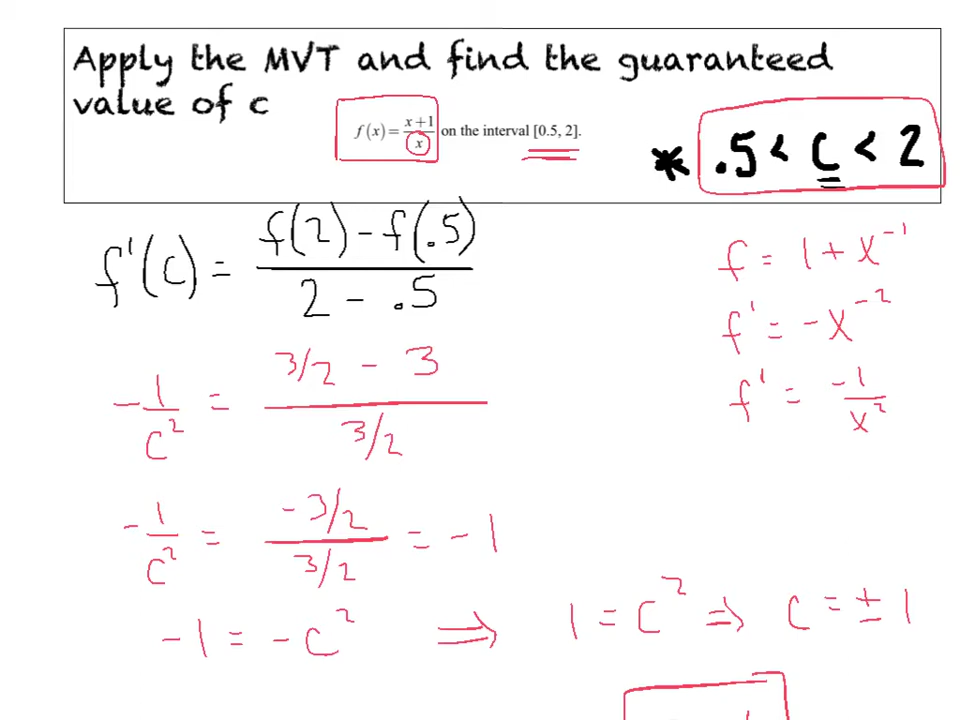 Apply the MVT and find the guaranteed
value of c
f(x) = (x+1)/x on the interval [0.5, 2].
* .5 < c < 2
f'(c) = (f(2) - f(.5))/(2 - .5)
f = 1 + x^-1
f' = -x^-2
f' = -1/x^2
-1/c^2 = (3/2 - 3)/(3/2)
-1/c^2 = (-3/2)/(3/2) = -1
-1 = -c^2 ⇒ 1 = c^2 ⇒ c = ± 1